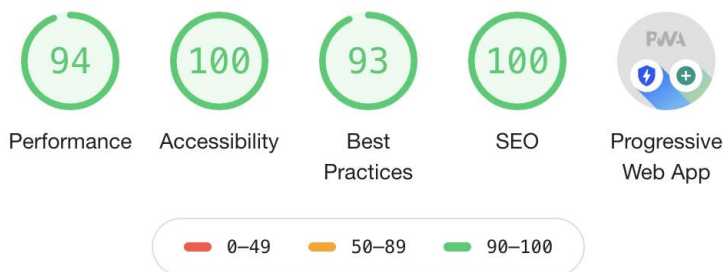 94 100 93 100 PWA
Performance Accessibility Best Practices SEO Progressive Web App
0–49 50–89 90–100